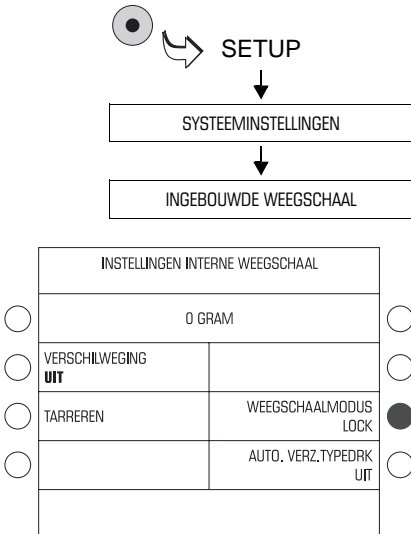 SETUP
SYSTEEMINSTELLINGEN
INGEBOUWDE WEEGSCHAAL
INSTELLINGEN INTERNE WEEGSCHAAL
0 GRAM
VERSCHILWEGING
UIT
TARREREN
WEEGSCHAALMODUS
LOCK
AUTO. VERZ.TYPEDRK
UIT